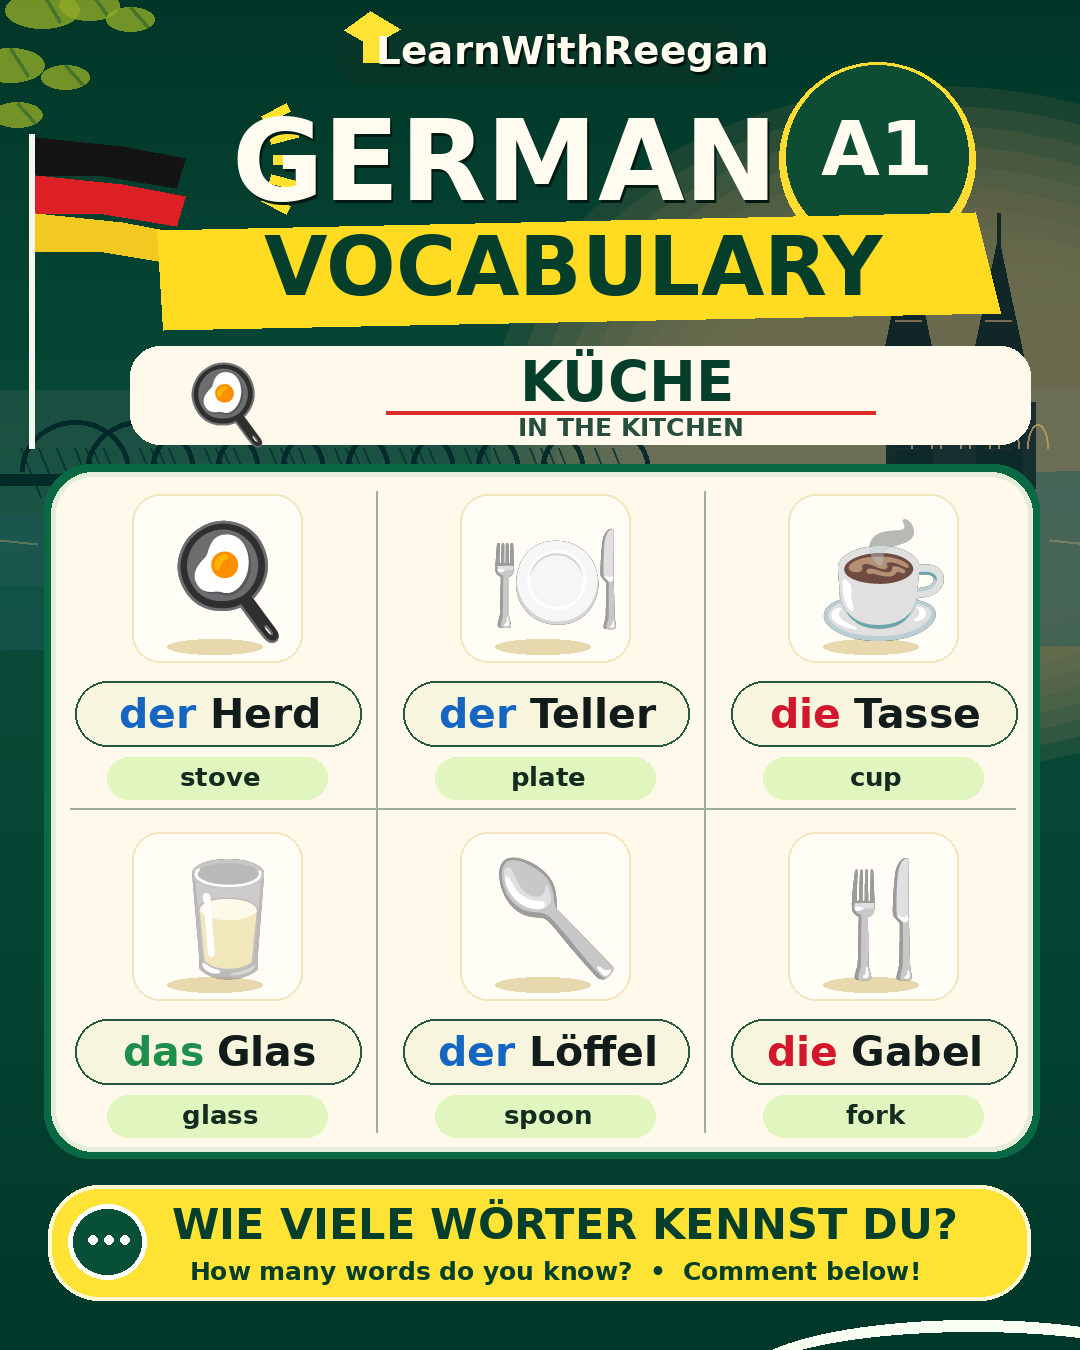 LearnWithReegan
GERMAN
A1
VOCABULARY
KÜCHE
IN THE KITCHEN
der Herd
der Teller
die Tasse
stove
plate
cup
das Glas
der Löffel
die Gabel
glass
spoon
fork
WIE VIELE WÖRTER KENNST DU?
How many words do you know? • Comment below!